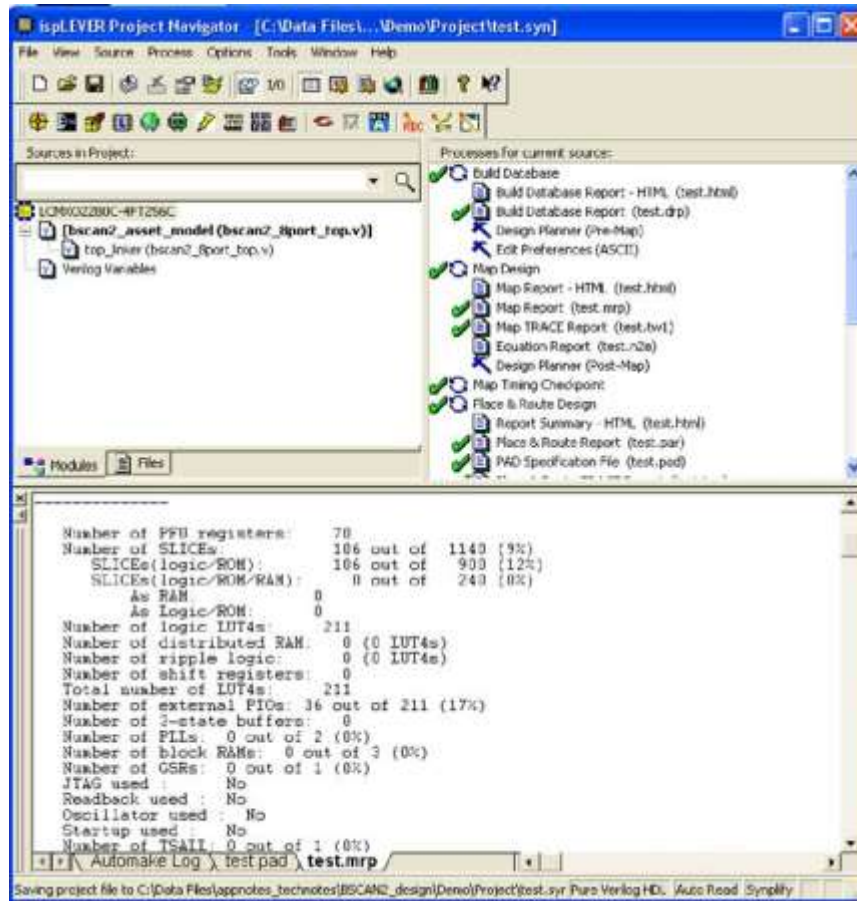 ispLEVER Project Navigator - [C:\Data Files\...\Demo\Project\test.syn]
File View Source Process Options Tools Window Help
I/O
Sources in Project:
LCMXO2280C-4FT256C
[bscan2_asset_model (bscan2_8port_top.v)]
top_linker (bscan2_8port_top.v)
Verilog Variables
Modules Files
Processes for current source:
Build Database
Build Database Report - HTML (test.html)
Build Database Report (test.drp)
Design Planner (Pre-Map)
Edit Preferences (ASCII)
Map Design
Map Report - HTML (test.html)
Map Report (test.mrp)
Map TRACE Report (test.tw1)
Equation Report (test.n2e)
Design Planner (Post-Map)
Map Timing Checkpoint
Place & Route Design
Report Summary - HTML (test.html)
Place & Route Report (test.par)
PAD Specification File (test.pad)
Number of PFU registers: 70
Number of SLICEs: 106 out of 1140 (9%)
SLICEs(logic/ROM): 106 out of 900 (12%)
SLICEs(logic/ROM/RAM): 0 out of 240 (0%)
As RAM: 0
As Logic/ROM: 0
Number of logic LUT4s: 211
Number of distributed RAM: 0 (0 LUT4s)
Number of ripple logic: 0 (0 LUT4s)
Number of shift registers: 0
Total number of LUT4s: 211
Number of external PIOs: 36 out of 211 (17%)
Number of 3-state buffers: 0
Number of PLLs: 0 out of 2 (0%)
Number of block RAMs: 0 out of 3 (0%)
Number of GSRs: 0 out of 1 (0%)
JTAG used : No
Readback used : No
Oscillator used : No
Startup used : No
Number of TSALL: 0 out of 1 (0%)
Automake Log test.pad test.mrp
Saving project file to C:\Data Files\appnotes_technotes\BSCAN2_design\Demo\Project\test.syn Pure Verilog HDL Auto Read Synplify